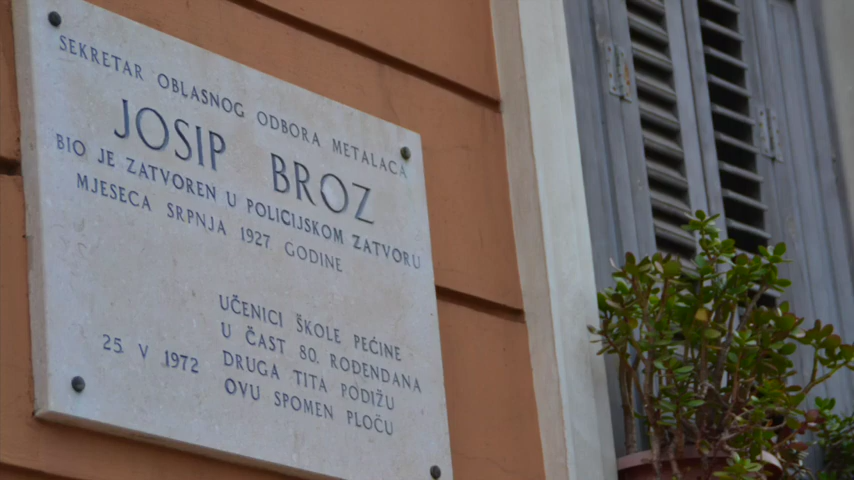 SEKRETAR OBLASNOG ODBORA METALACA
JOSIP BROZ
BIO JE ZATVOREN U POLICIJSKOM ZATVORU
MJESECA SRPNJA 1927 GODINE
UČENICI ŠKOLE PEĆINE
U ČAST 80. ROĐENDANA
DRUGA TITA PODIŽU
OVU SPOMEN PLOČU
25. V 1972